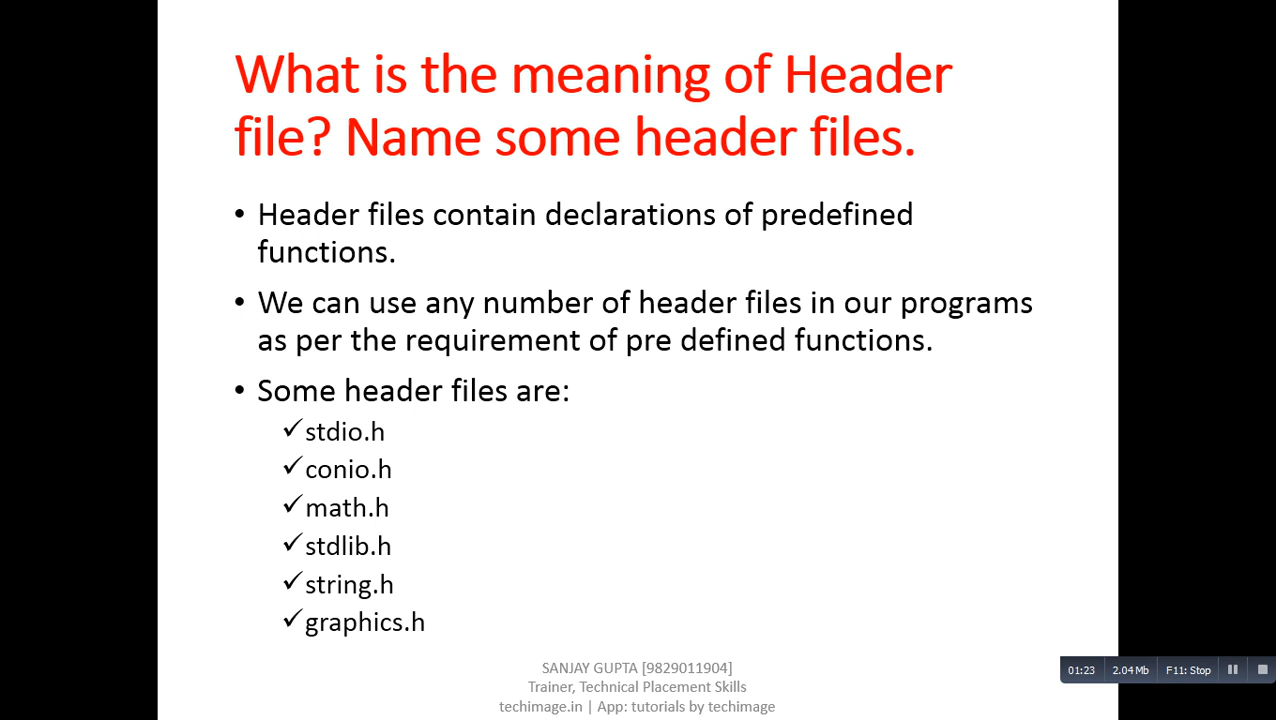 What is the meaning of Header
file? Name some header files.
• Header files contain declarations of predefined
functions.
• We can use any number of header files in our programs
as per the requirement of pre defined functions.
• Some header files are:
✓stdio.h
✓conio.h
✓math.h
✓stdlib.h
✓string.h
✓graphics.h
SANJAY GUPTA [9829011904]
Trainer, Technical Placement Skills
techimage.in | App: tutorials by techimage
01:23 2.04 Mb F11: Stop